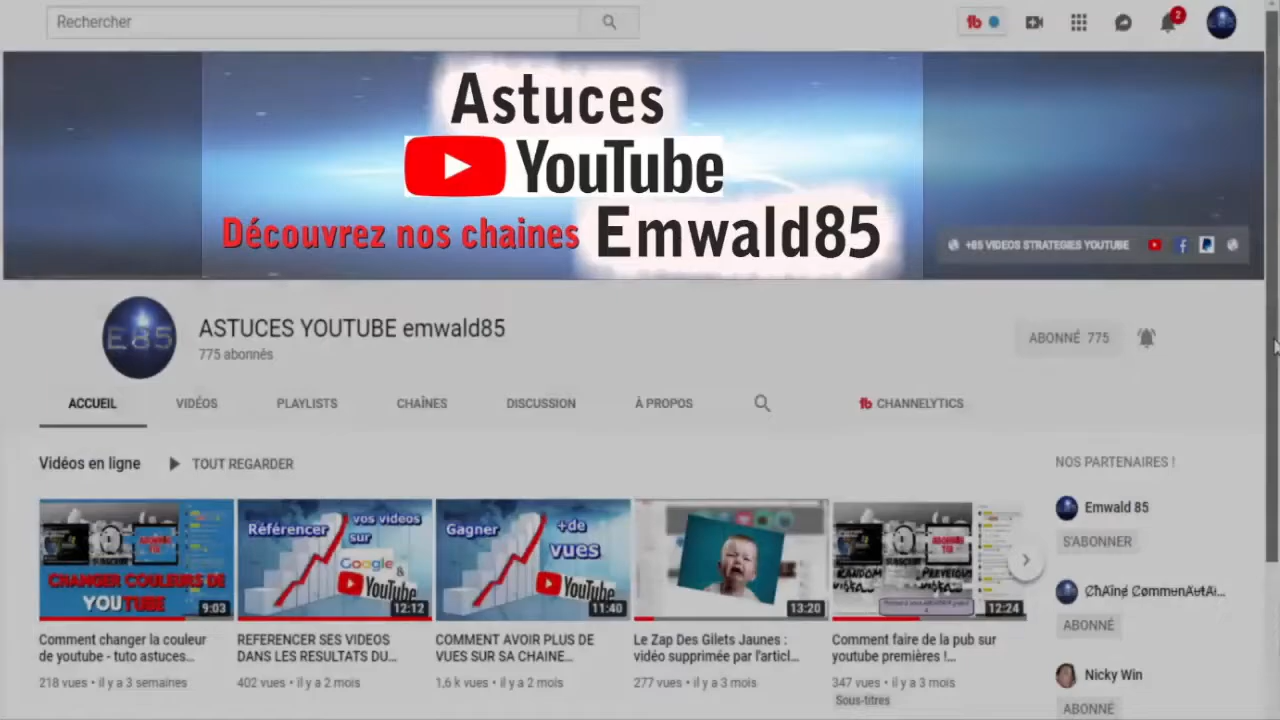 Rechercher
2
Astuces
YouTube
Découvrez nos chaines Emwald85
+85 VIDEOS STRATEGIES YOUTUBE
E85
ASTUCES YOUTUBE emwald85
775 abonnés
ABONNÉ 775
ACCUEIL VIDÉOS PLAYLISTS CHAÎNES DISCUSSION À PROPOS CHANNELYTICS
Vidéos en ligne TOUT REGARDER
NOS PARTENAIRES !
CHANGER COULEURS DE
YOUTUBE
9:03
Comment changer la couleur
de youtube - tuto astuces...
218 vues • il y a 3 semaines
Référencer vos videos
sur
Google &
YouTube
12:12
REFERENCER SES VIDEOS
DANS LES RESULTATS DU...
402 vues • il y a 2 mois
Gagner +de
vues
YouTube
11:40
COMMENT AVOIR PLUS DE
VUES SUR SA CHAINE...
1,6 k vues • il y a 2 mois
13:20
Le Zap Des Gilets Jaunes :
vidéo supprimée par l'articl...
277 vues • il y a 3 mois
12:24
Comment faire de la pub sur
youtube premières !...
347 vues • il y a 3 mois
Sous-titres
Emwald 85
S'ABONNER
ABONNÉ
Nicky Win
ABONNÉ